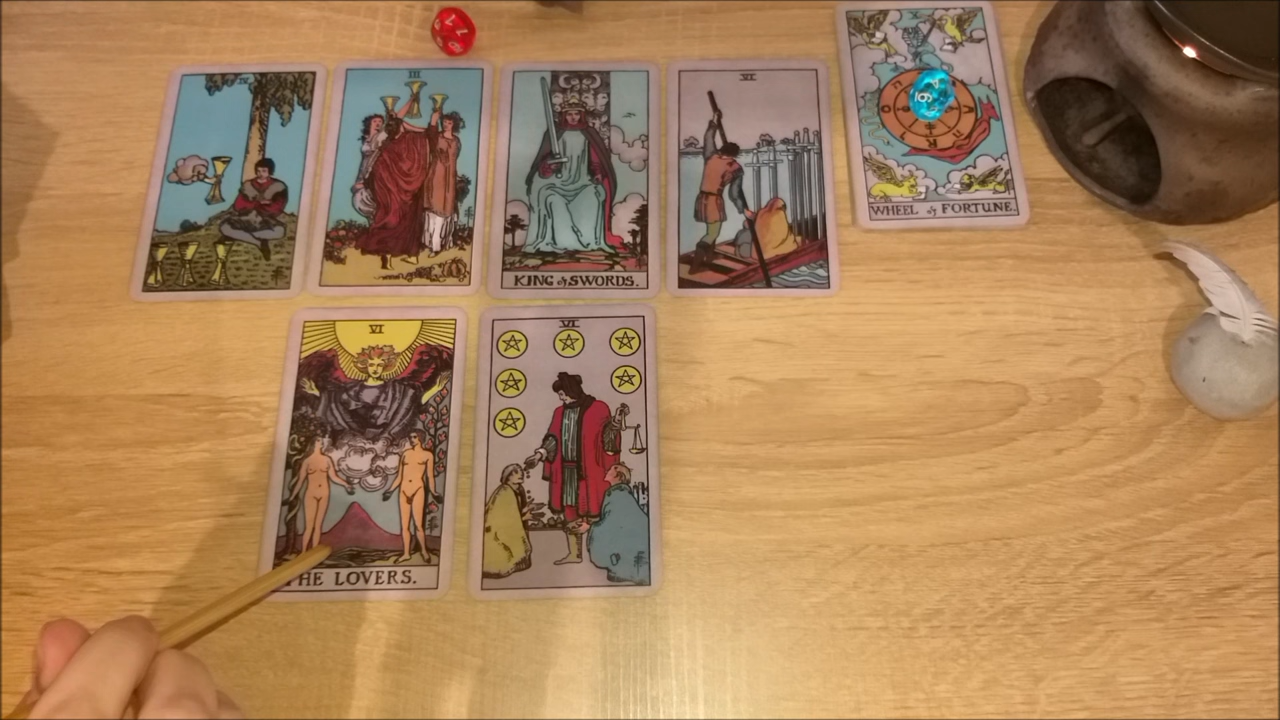 IV
III
KING of SWORDS.
VI
X
WHEEL of FORTUNE.
VI
THE LOVERS.
VI